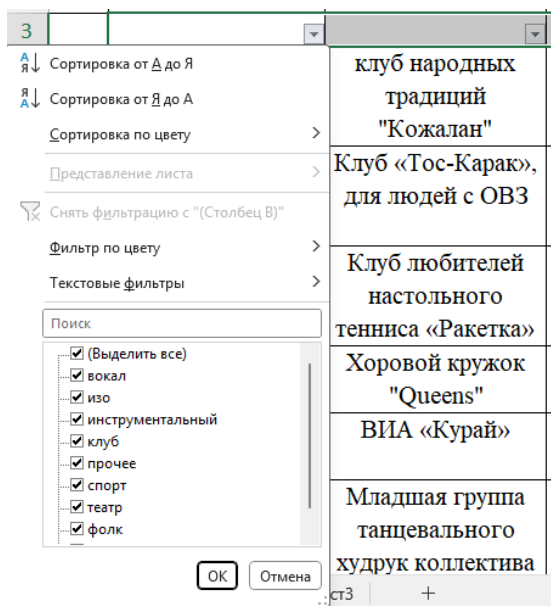 3
Сортировка от А до Я
Сортировка от Я до А
Сортировка по цвету
Представление листа
Снять фильтрацию с "(Столбец B)"
Фильтр по цвету
Текстовые фильтры
Поиск
(Выделить все)
вокал
изо
инструментальный
клуб
прочее
спорт
театр
фолк
ОК
Отмена
клуб народных
традиций
"Кожалан"
Клуб «Тос-Карак»,
для людей с ОВЗ
Клуб любителей
настольного
тенниса «Ракетка»
Хоровой кружок
"Queens"
ВИА «Курай»
Младшая группа
танцевального
худрук коллектива
ст3